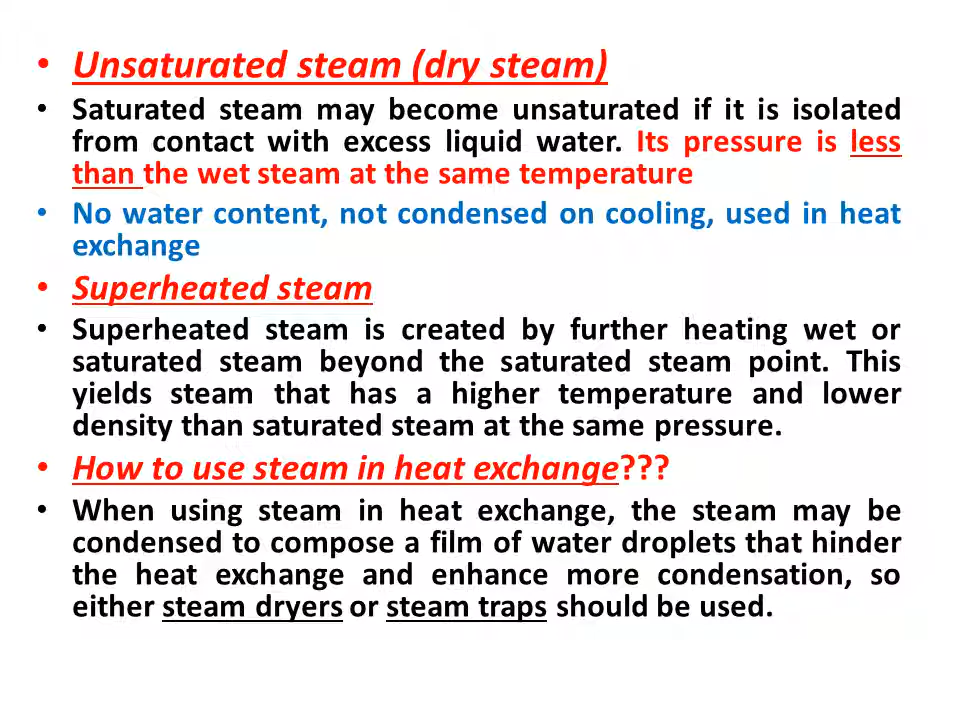 • Unsaturated steam (dry steam)
• Saturated steam may become unsaturated if it is isolated
from contact with excess liquid water. Its pressure is less
than the wet steam at the same temperature
• No water content, not condensed on cooling, used in heat
exchange
• Superheated steam
• Superheated steam is created by further heating wet or
saturated steam beyond the saturated steam point. This
yields steam that has a higher temperature and lower
density than saturated steam at the same pressure.
• How to use steam in heat exchange???
• When using steam in heat exchange, the steam may be
condensed to compose a film of water droplets that hinder
the heat exchange and enhance more condensation, so
either steam dryers or steam traps should be used.